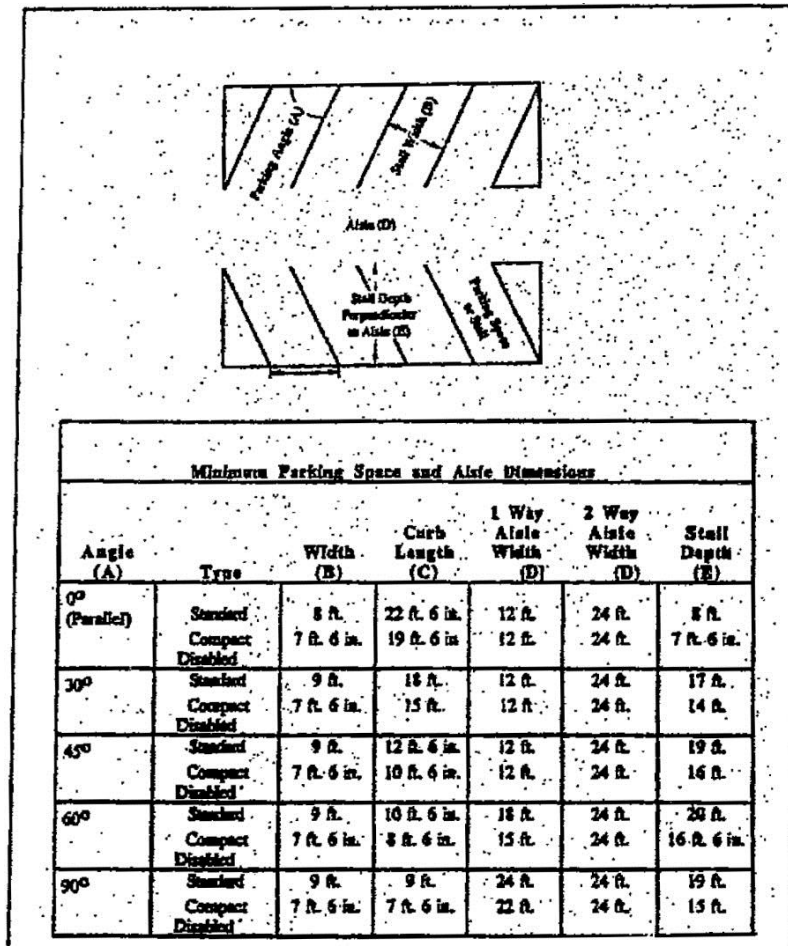 Parking Angle (A)
Stall Width (B)
Aisle (D)
Stall Depth
Perpendicular
to Aisle (E)
Parking Space
or Stall
Minimum Parking Space and Aisle Dimensions
Angle (A) Type Width (B) Curb Length (C) 1 Way Aisle Width (D) 2 Way Aisle Width (D) Stall Depth (E)
0° (Parallel) Standard 8 ft. 22 ft. 6 in. 12 ft. 24 ft. 8 ft.
Compact 7 ft. 6 in. 19 ft. 6 in 12 ft. 24 ft. 7 ft. 6 in.
Disabled
30° Standard 9 ft. 18 ft. 12 ft. 24 ft. 17 ft.
Compact 7 ft. 6 in. 15 ft. 12 ft 24 ft. 14 ft.
Disabled
45° Standard 9 ft. 12 ft. 6 in. 12 ft. 24 ft. 19 ft.
Compact 7 ft. 6 in. 10 ft. 6 in. 12 ft. 24 ft. 16 ft.
Disabled
60° Standard 9 ft. 10 ft. 6 in. 18 ft. 24 ft. 20 ft.
Compact 7 ft. 6 in. 8 ft. 6 in. 15 ft. 24 ft. 16 ft. 6 in.
Disabled
90° Standard 9 ft. 9 ft. 24 ft. 24 ft. 19 ft.
Compact 7 ft. 6 in. 7 ft. 6 in. 22 ft. 24 ft. 15 ft.
Disabled